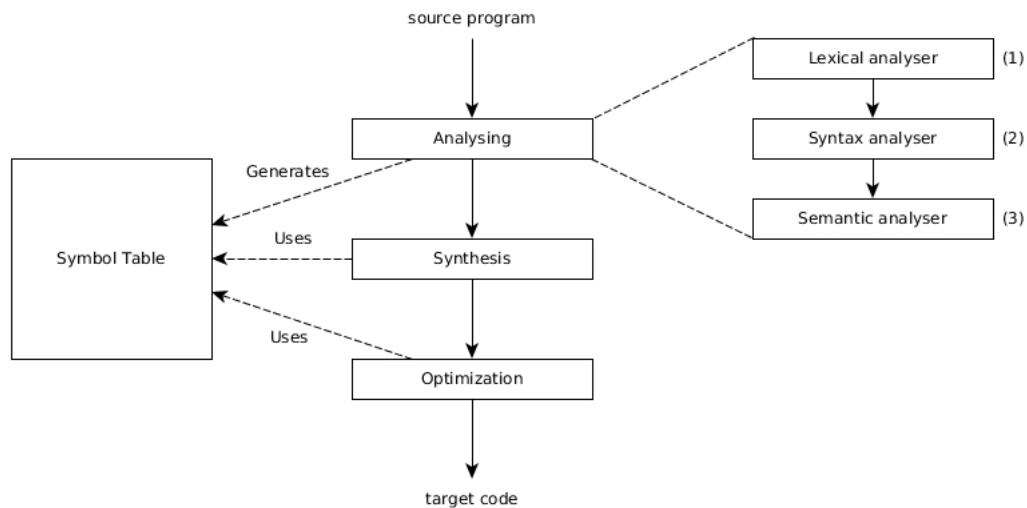 source program
Lexical analyser (1)
Analysing
Syntax analyser (2)
Generates
Semantic analyser (3)
Uses
Symbol Table
Synthesis
Uses
Optimization
target code